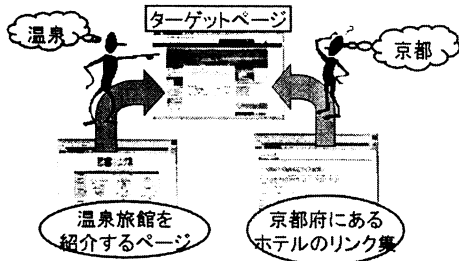 ターゲットページ
温泉
京都
温泉旅館を
紹介するページ
京都府にある
ホテルのリンク集